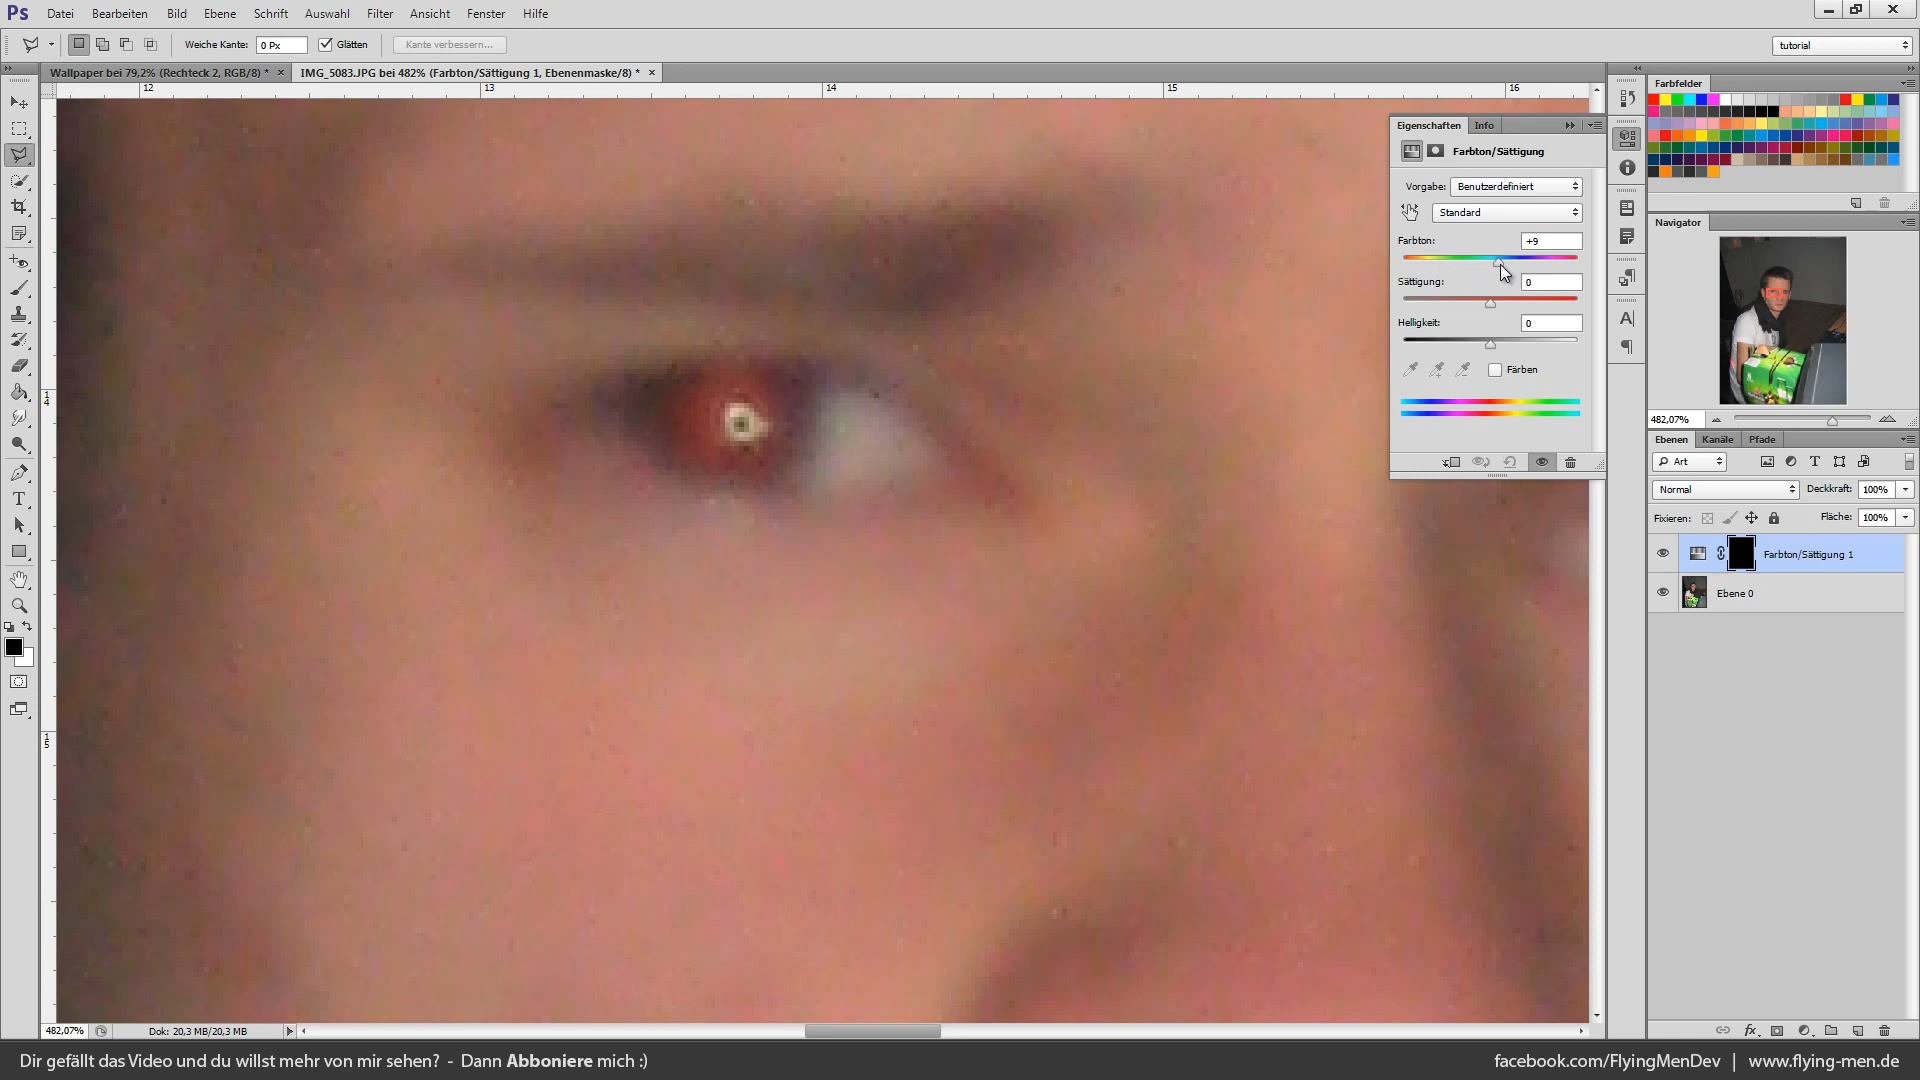 Ps Datei Bearbeiten Bild Ebene Schrift Auswahl Filter Ansicht Fenster Hilfe
Weiche Kante: 0 Px Glätten Kante verbessern... tutorial
Wallpaper bei 79,2% (Rechteck 2, RGB/8) * × IMG_5083.JPG bei 482% (Farbton/Sättigung 1, Ebenenmaske/8) * ×
12 13 14 15 16
14
15
Eigenschaften Info
Farbton/Sättigung
Vorgabe: Benutzerdefiniert
Standard
Farbton: +9
Sättigung: 0
Helligkeit: 0
Färben
Farbfelder
Navigator
482,07%
Ebenen Kanäle Pfade
Art
Normal Deckkraft: 100%
Fixieren: Fläche: 100%
Farbton/Sättigung 1
Ebene 0
482,07% Dok: 20,3 MB/20,3 MB
Dir gefällt das Video und du willst mehr von mir sehen? - Dann Abboniere mich :)
facebook.com/FlyingMenDev | www.flying-men.de